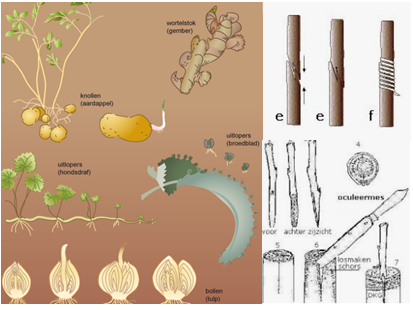 wortelstok
(gember)
knollen
(aardappel)
uitlopers
(broedblad)
uitlopers
(hondsdraf)
bollen
(tulp)
e
e
f
4
oculeermes
voor achter zijzicht
5
6
losmaken
schors
7
DKG